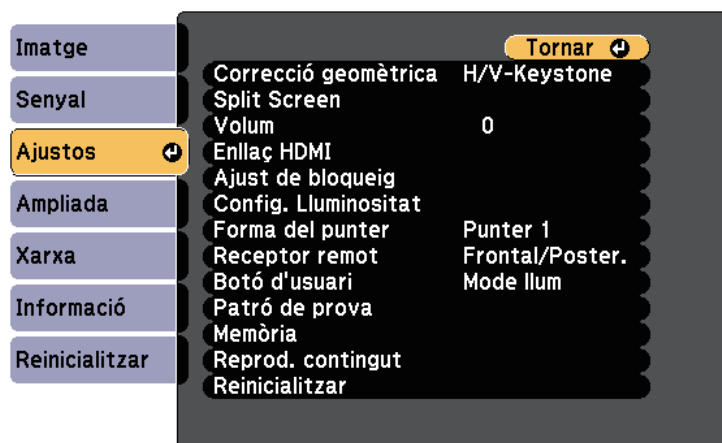 Imatge
Senyal
Ajustos
Ampliada
Xarxa
Informació
Reinicialitzar
Tornar
Correcció geomètrica H/V-Keystone
Split Screen
Volum 0
Enllaç HDMI
Ajust de bloqueig
Config. Lluminositat
Forma del punter Punter 1
Receptor remot Frontal/Poster.
Botó d'usuari Mode llum
Patró de prova
Memòria
Reprod. contingut
Reinicialitzar